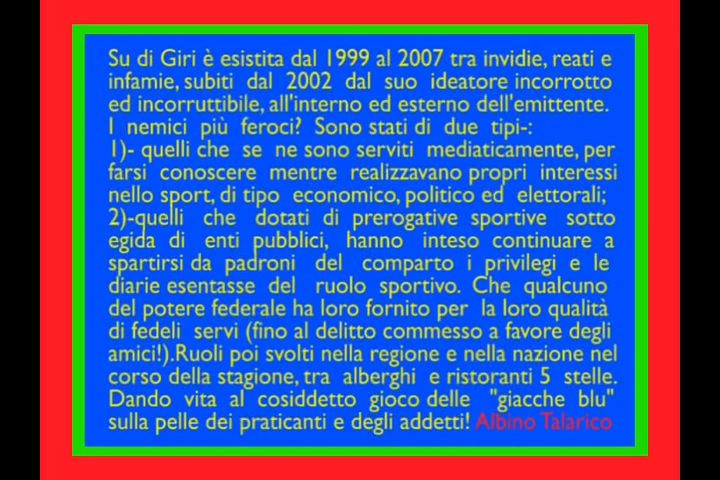 Su di Giri è esistita dal 1999 al 2007 tra invidie, reati e
infamie, subiti dal 2002 dal suo ideatore incorrotto
ed incorruttibile, all'interno ed esterno dell'emittente.
I nemici più feroci? Sono stati di due tipi-:
1)- quelli che se ne sono serviti mediaticamente, per
farsi conoscere mentre realizzavano propri interessi
nello sport, di tipo economico, politico ed elettorali;
2)-quelli che dotati di prerogative sportive sotto
egida di enti pubblici, hanno inteso continuare a
spartirsi da padroni del comparto i privilegi e le
diarie esentasse del ruolo sportivo. Che qualcuno
del potere federale ha loro fornito per la loro qualità
di fedeli servi (fino al delitto commesso a favore degli
amici!).Ruoli poi svolti nella regione e nella nazione nel
corso della stagione, tra alberghi e ristoranti 5 stelle.
Dando vita al cosiddetto gioco delle "giacche blu"
sulla pelle dei praticanti e degli addetti! Albino Talarico